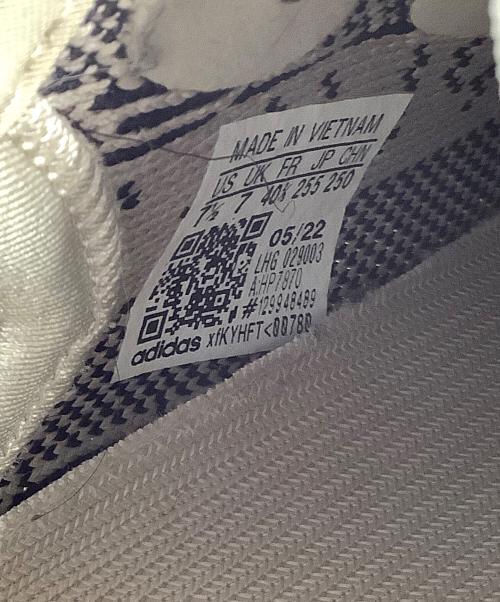 MADE IN VIETNAM
US UK FR JP CHN
7½ 7 40⅔ 255 250
05/22
LHG 029003
A:HP7870
#129948489
adidas xfKYHFT<00780